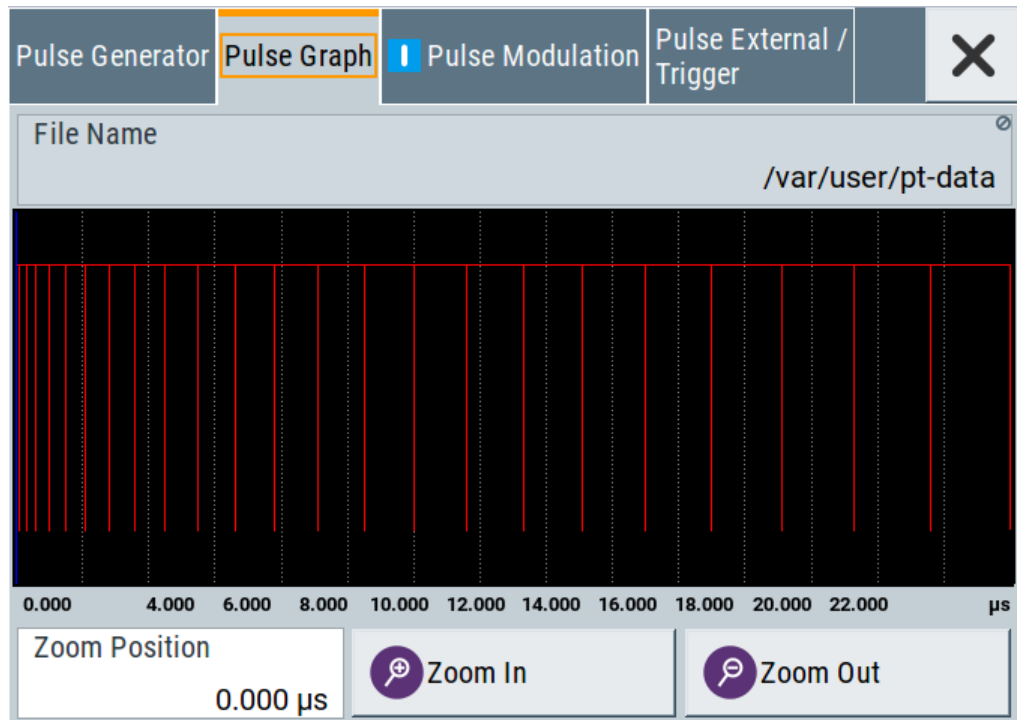 Pulse Generator
Pulse Graph
Pulse Modulation
Pulse External /
Trigger
File Name
/var/user/pt-data
0.000 4.000 6.000 8.000 10.000 12.000 14.000 16.000 18.000 20.000 22.000 µs
Zoom Position
0.000 µs
Zoom In
Zoom Out